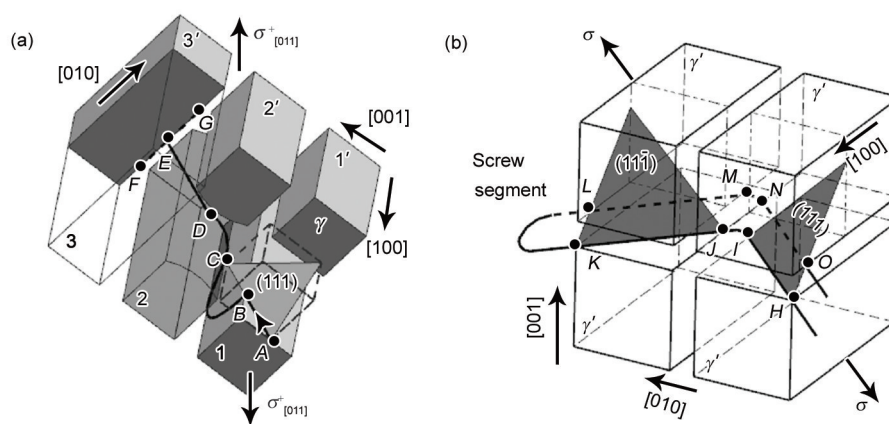 (a)
σ⁺[011]
3′
[010]
2′
[001]
1′
G
E
F
γ
[100]
3
D
C
(111)
2
B
1
A
σ⁺[011]
(b)
σ
γ′
γ′
[100]
(11̄1̄)
Screw
segment
M
N
L
(111)
J
I
O
K
H
[001]
γ′
γ′
[010]
σ